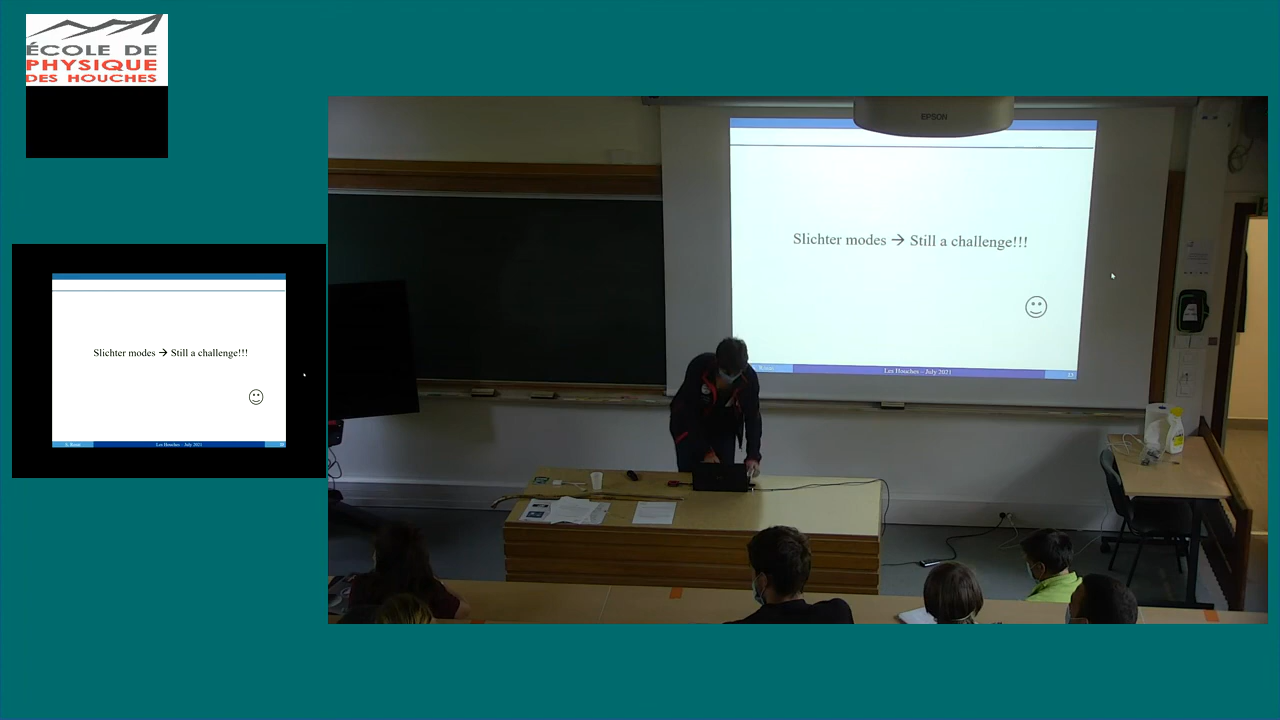 ÉCOLE DE
PHYSIQUE
DES HOUCHES
EPSON
Slichter modes → Still a challenge!!!
Les Houches – July 2021
Slichter modes → Still a challenge!!!
Les Houches – July 2021